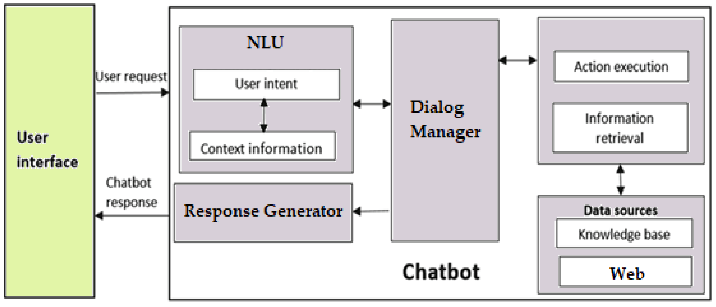 User
interface
User request
Chatbot
response
NLU
User intent
Context information
Response Generator
Dialog
Manager
Action execution
Information
retrieval
Data sources
Knowledge base
Web
Chatbot